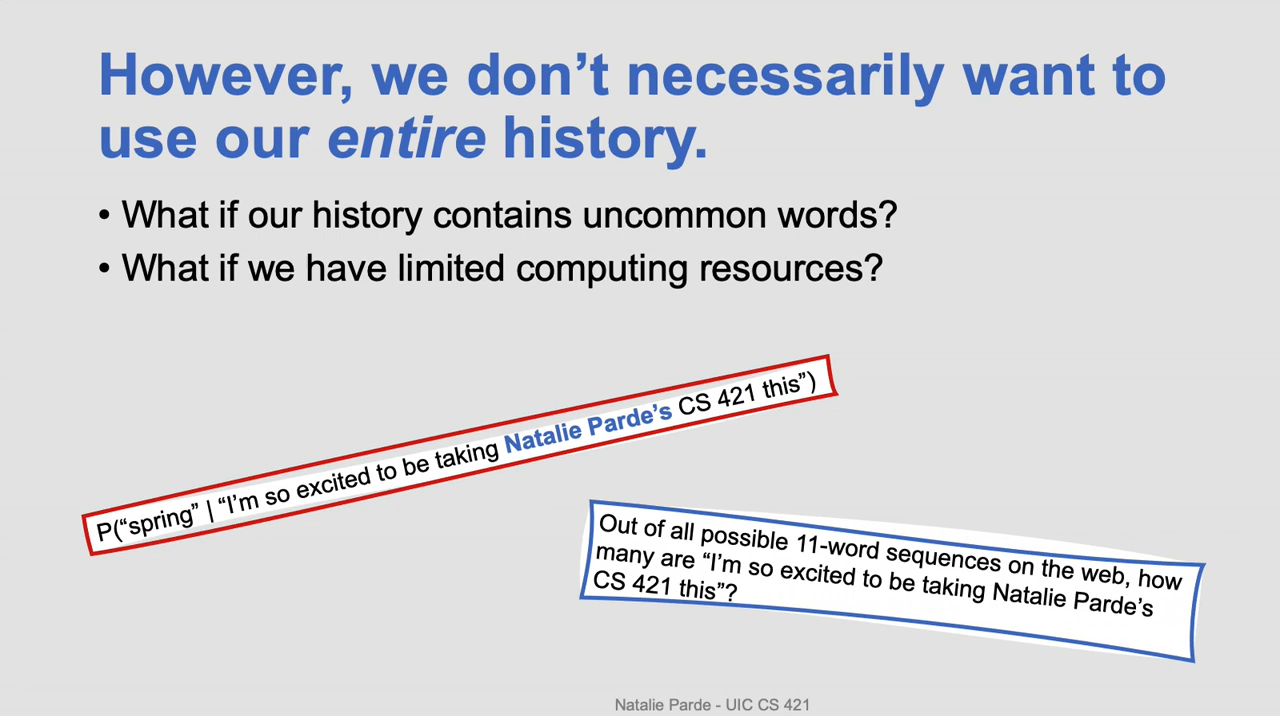 However, we don’t necessarily want to
use our entire history.
• What if our history contains uncommon words?
• What if we have limited computing resources?
P(“spring” | “I’m so excited to be taking Natalie Parde’s CS 421 this”)
Out of all possible 11-word sequences on the web, how
many are “I’m so excited to be taking Natalie Parde’s
CS 421 this”?
Natalie Parde - UIC CS 421